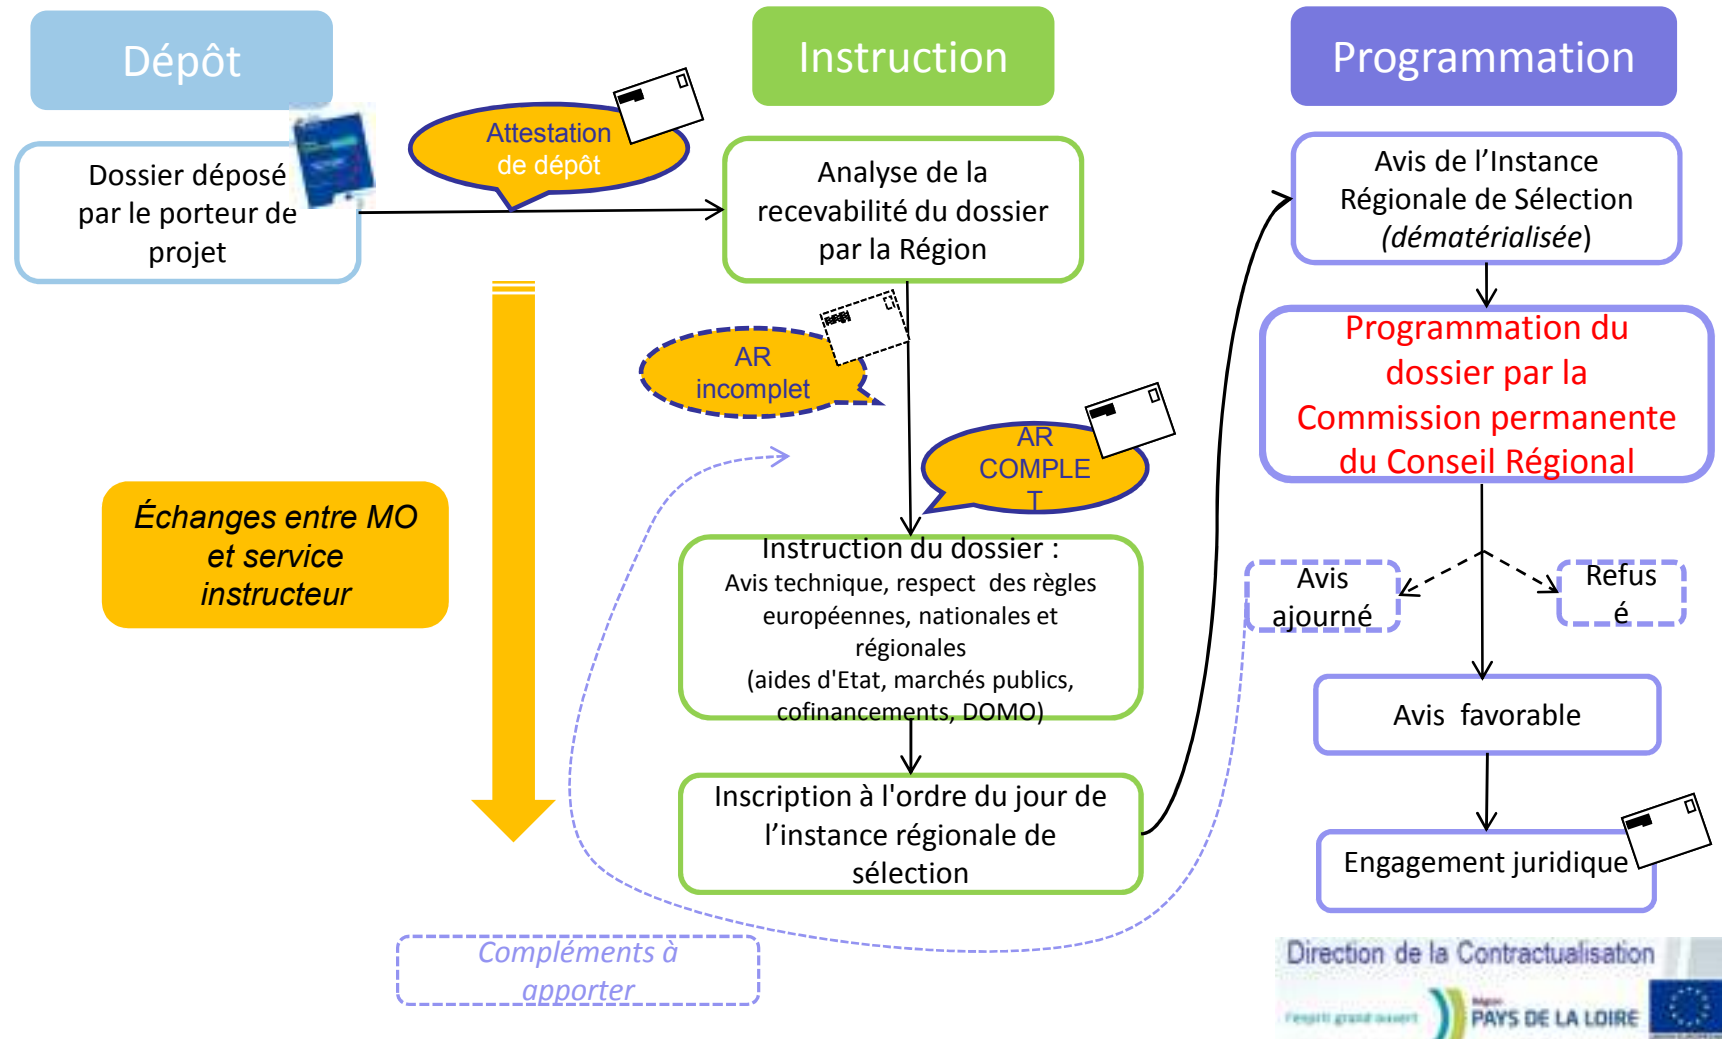 Dépôt
Instruction
Programmation
Dossier déposé
par le porteur de
projet
Attestation
de dépôt
Analyse de la
recevabilité du dossier
par la Région
AR
incomplet
AR
COMPLE
T
Échanges entre MO
et service
instructeur
Instruction du dossier :
Avis technique, respect des règles
européennes, nationales et
régionales
(aides d'Etat, marchés publics,
cofinancements, DOMO)
Inscription à l'ordre du jour de
l’instance régionale de
sélection
Compléments à
apporter
Avis de l’Instance
Régionale de Sélection
(dématérialisée)
Programmation du
dossier par la
Commission permanente
du Conseil Régional
Avis
ajourné
Refus
é
Avis favorable
Engagement juridique
Direction de la Contractualisation
l'esprit grand ouvert
Région
PAYS DE LA LOIRE